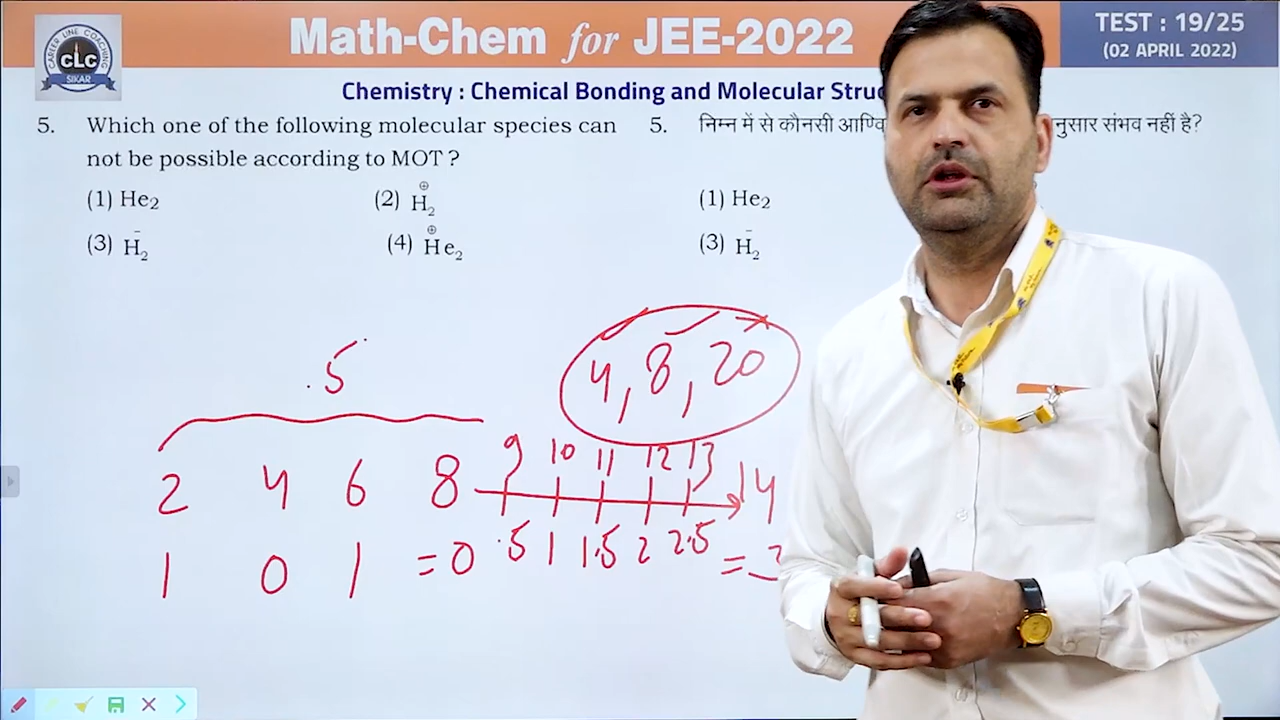 CAREER LINE COACHING
CLC
SIKAR
Math-Chem for JEE-2022
TEST : 19/25
(02 APRIL 2022)
Chemistry : Chemical Bonding and Molecular Struc
5. Which one of the following molecular species can
not be possible according to MOT ?
(1) He₂ (2) H₂⊕
(3) H₂⁻ (4) H⊕e₂
5. निम्न में से कौनसी आण्वि नुसार संभव नहीं है?
(1) He₂
(3) H₂⁻
.5
4, 8, 20
9 10 11 12 13
2 4 6 8 14
.5 1 1.5 2 2.5
1 0 1 =0 =3